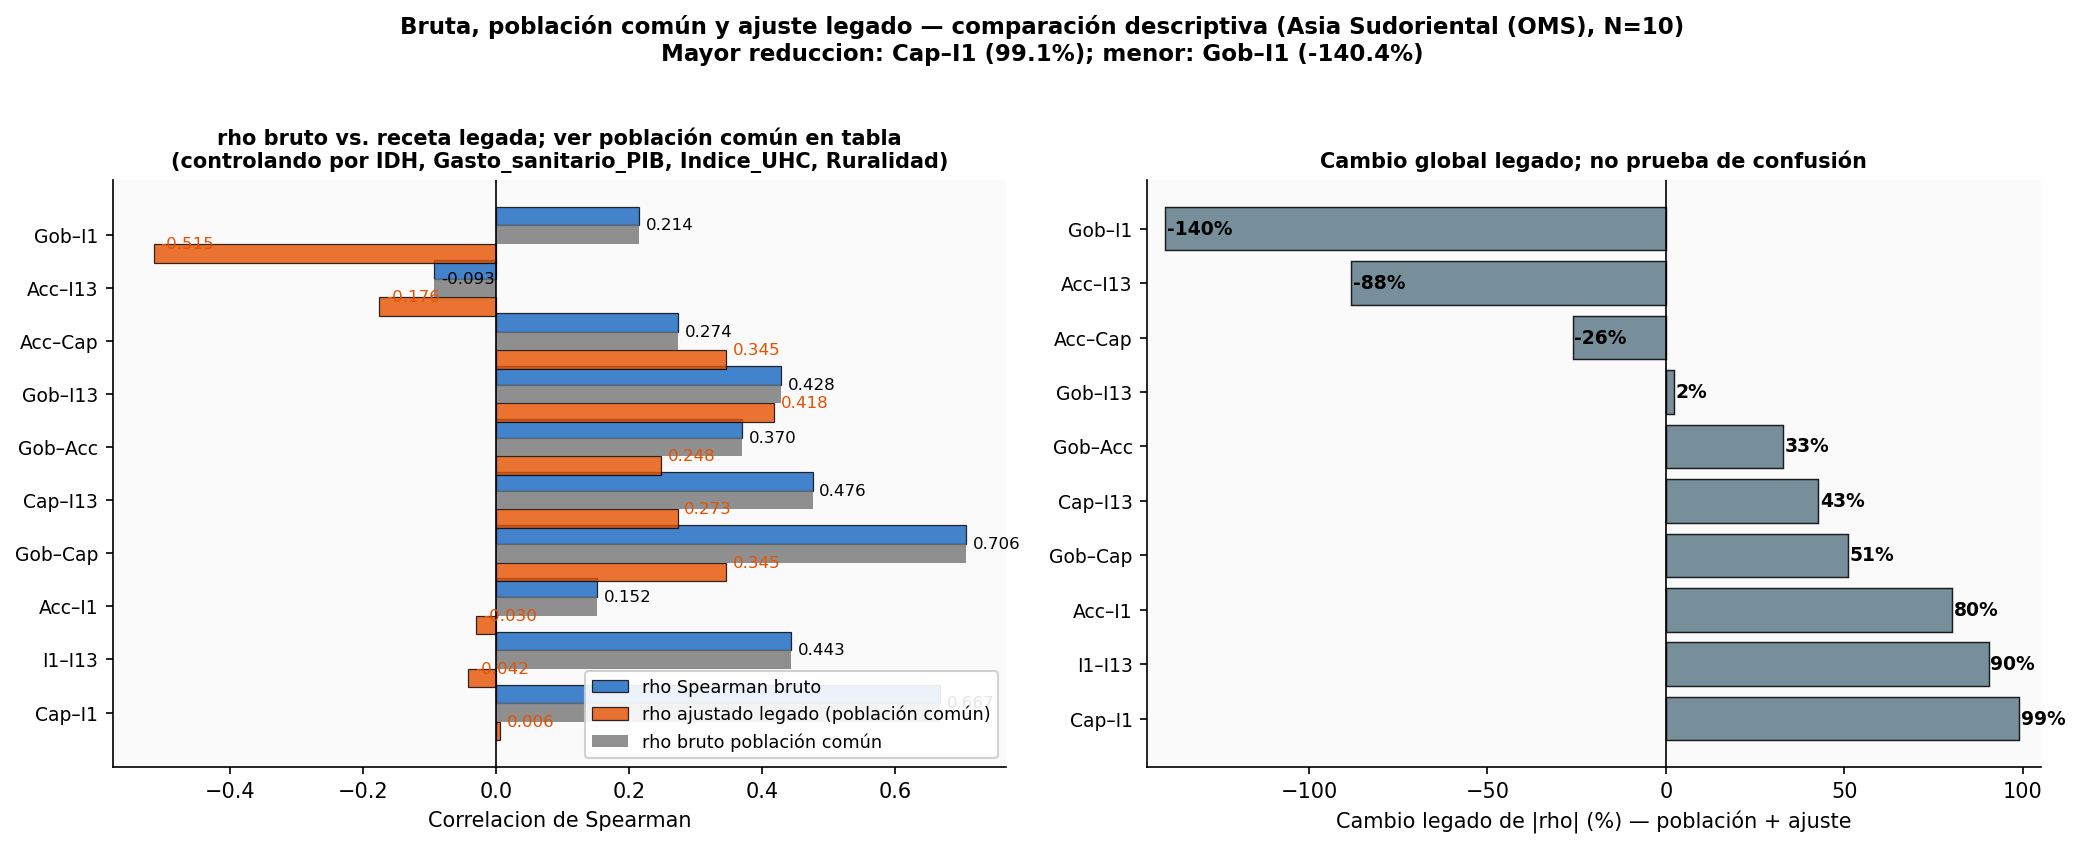 Bruta, población común y ajuste legado — comparación descriptiva (Asia Sudoriental (OMS), N=10)
Mayor reduccion: Cap–I1 (99.1%); menor: Gob–I1 (-140.4%)
rho bruto vs. receta legada; ver población común en tabla
(controlando por IDH, Gasto_sanitario_PIB, Indice_UHC, Ruralidad)
Gob–I1
Acc–I13
Acc–Cap
Gob–I13
Gob–Acc
Cap–I13
Gob–Cap
Acc–I1
I1–I13
Cap–I1
0.214
-0.515
-0.093
-0.176
0.274
0.345
0.428
0.418
0.370
0.248
0.476
0.273
0.706
0.345
0.152
-0.030
0.443
-0.042
0.667
0.006
rho Spearman bruto
rho ajustado legado (población común)
rho bruto población común
−0.4 −0.2 0.0 0.2 0.4 0.6
Correlacion de Spearman
Cambio global legado; no prueba de confusión
Gob–I1
-140%
Acc–I13
-88%
Acc–Cap
-26%
Gob–I13
2%
Gob–Acc
33%
Cap–I13
43%
Gob–Cap
51%
Acc–I1
80%
I1–I13
90%
Cap–I1
99%
−100 −50 0 50 100
Cambio legado de |rho| (%) — población + ajuste